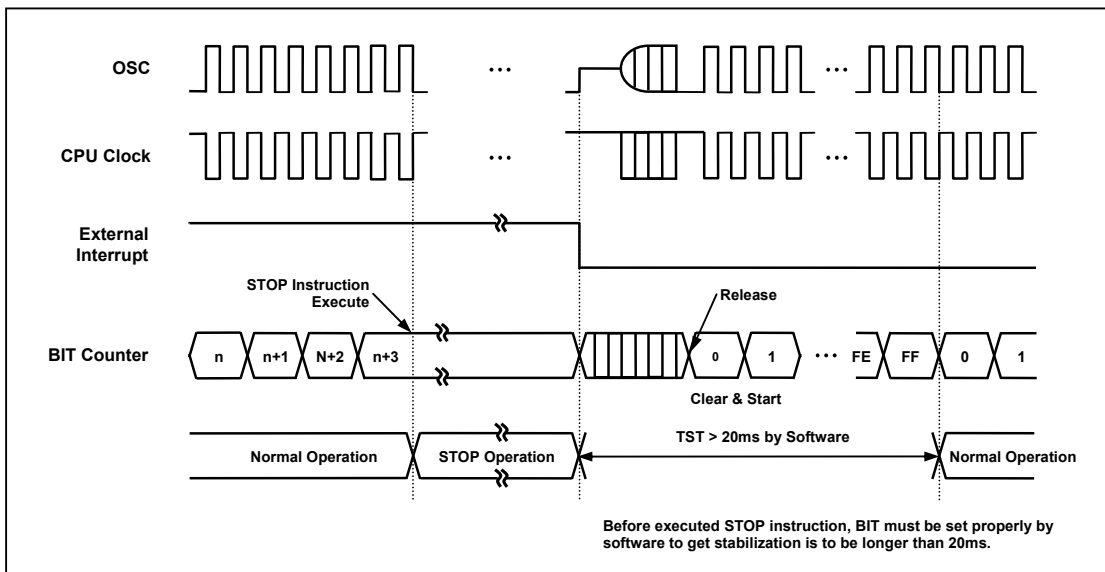 OSC
...
...
CPU Clock
...
...
External
Interrupt
STOP Instruction
Execute
Release
BIT Counter
n
n+1
N+2
n+3
0
1
...
FE
FF
0
1
Clear & Start
Normal Operation
STOP Operation
TST > 20ms by Software
Normal Operation
Before executed STOP instruction, BIT must be set properly by
software to get stabilization is to be longer than 20ms.